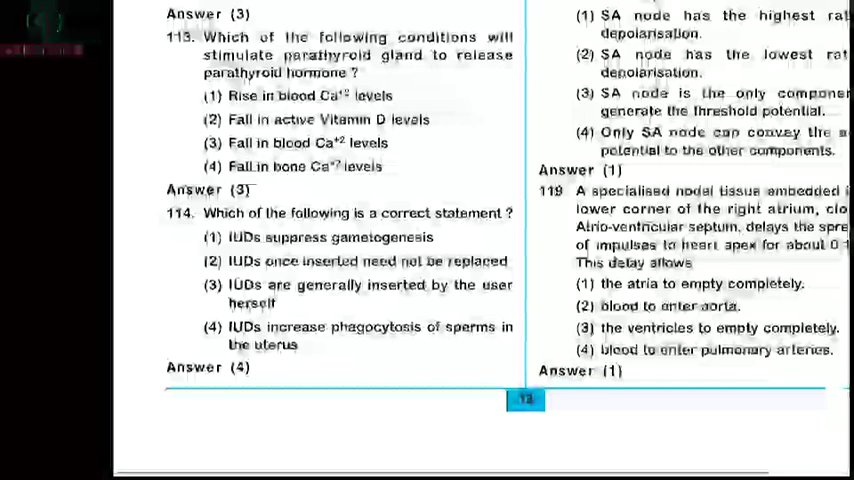 Answer (3)
113. Which of the following conditions will
stimulate parathyroid gland to release
parathyroid hormone ?
(1) Rise in blood Ca⁺² levels
(2) Fall in active Vitamin D levels
(3) Fall in blood Ca⁺² levels
(4) Fall in bone Ca⁺² levels
Answer (3)
114. Which of the following is a correct statement ?
(1) IUDs suppress gametogenesis
(2) IUDs once inserted need not be replaced
(3) IUDs are generally inserted by the user
herself
(4) IUDs increase phagocytosis of sperms in
the uterus
Answer (4)
(1) SA node has the highest
depolarisation.
(2) SA node has the lowest
depolarisation.
(3) SA node is the only
generate the threshold potential.
(4) Only SA node can convey the
potential to the other components.
Answer (1)
119 A specialised nodal tissue embedded
lower corner of the right atrium,
Atrio-ventricular septum, delays the
of impulses to heart apex for about
This delay allows
(1) the atria to empty completely.
(2) blood to enter aorta.
(3) the ventricles to empty completely.
(4) blood to enter pulmonary arteries.
Answer (1)